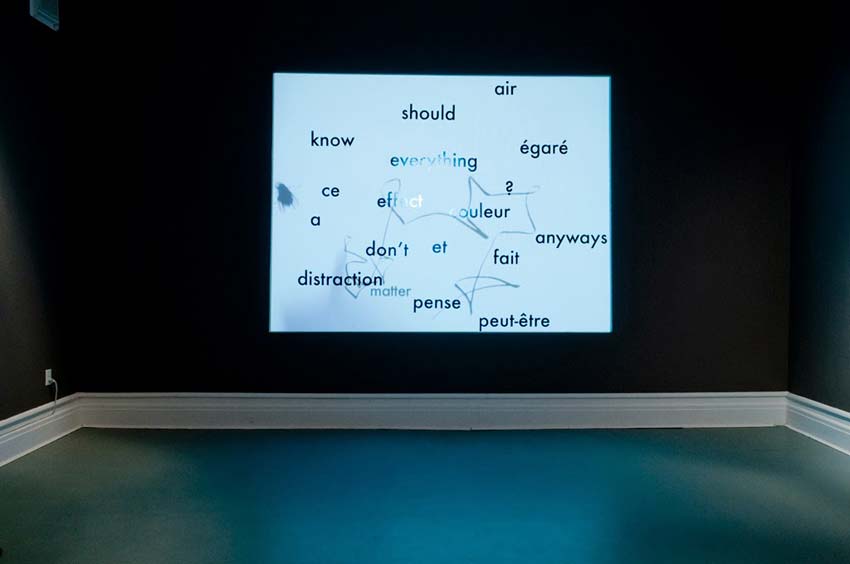 air
should
know
égaré
everything
?
ce
effect
couleur
a
anyways
don't
et
fait
distraction
matter
pense
peut-être